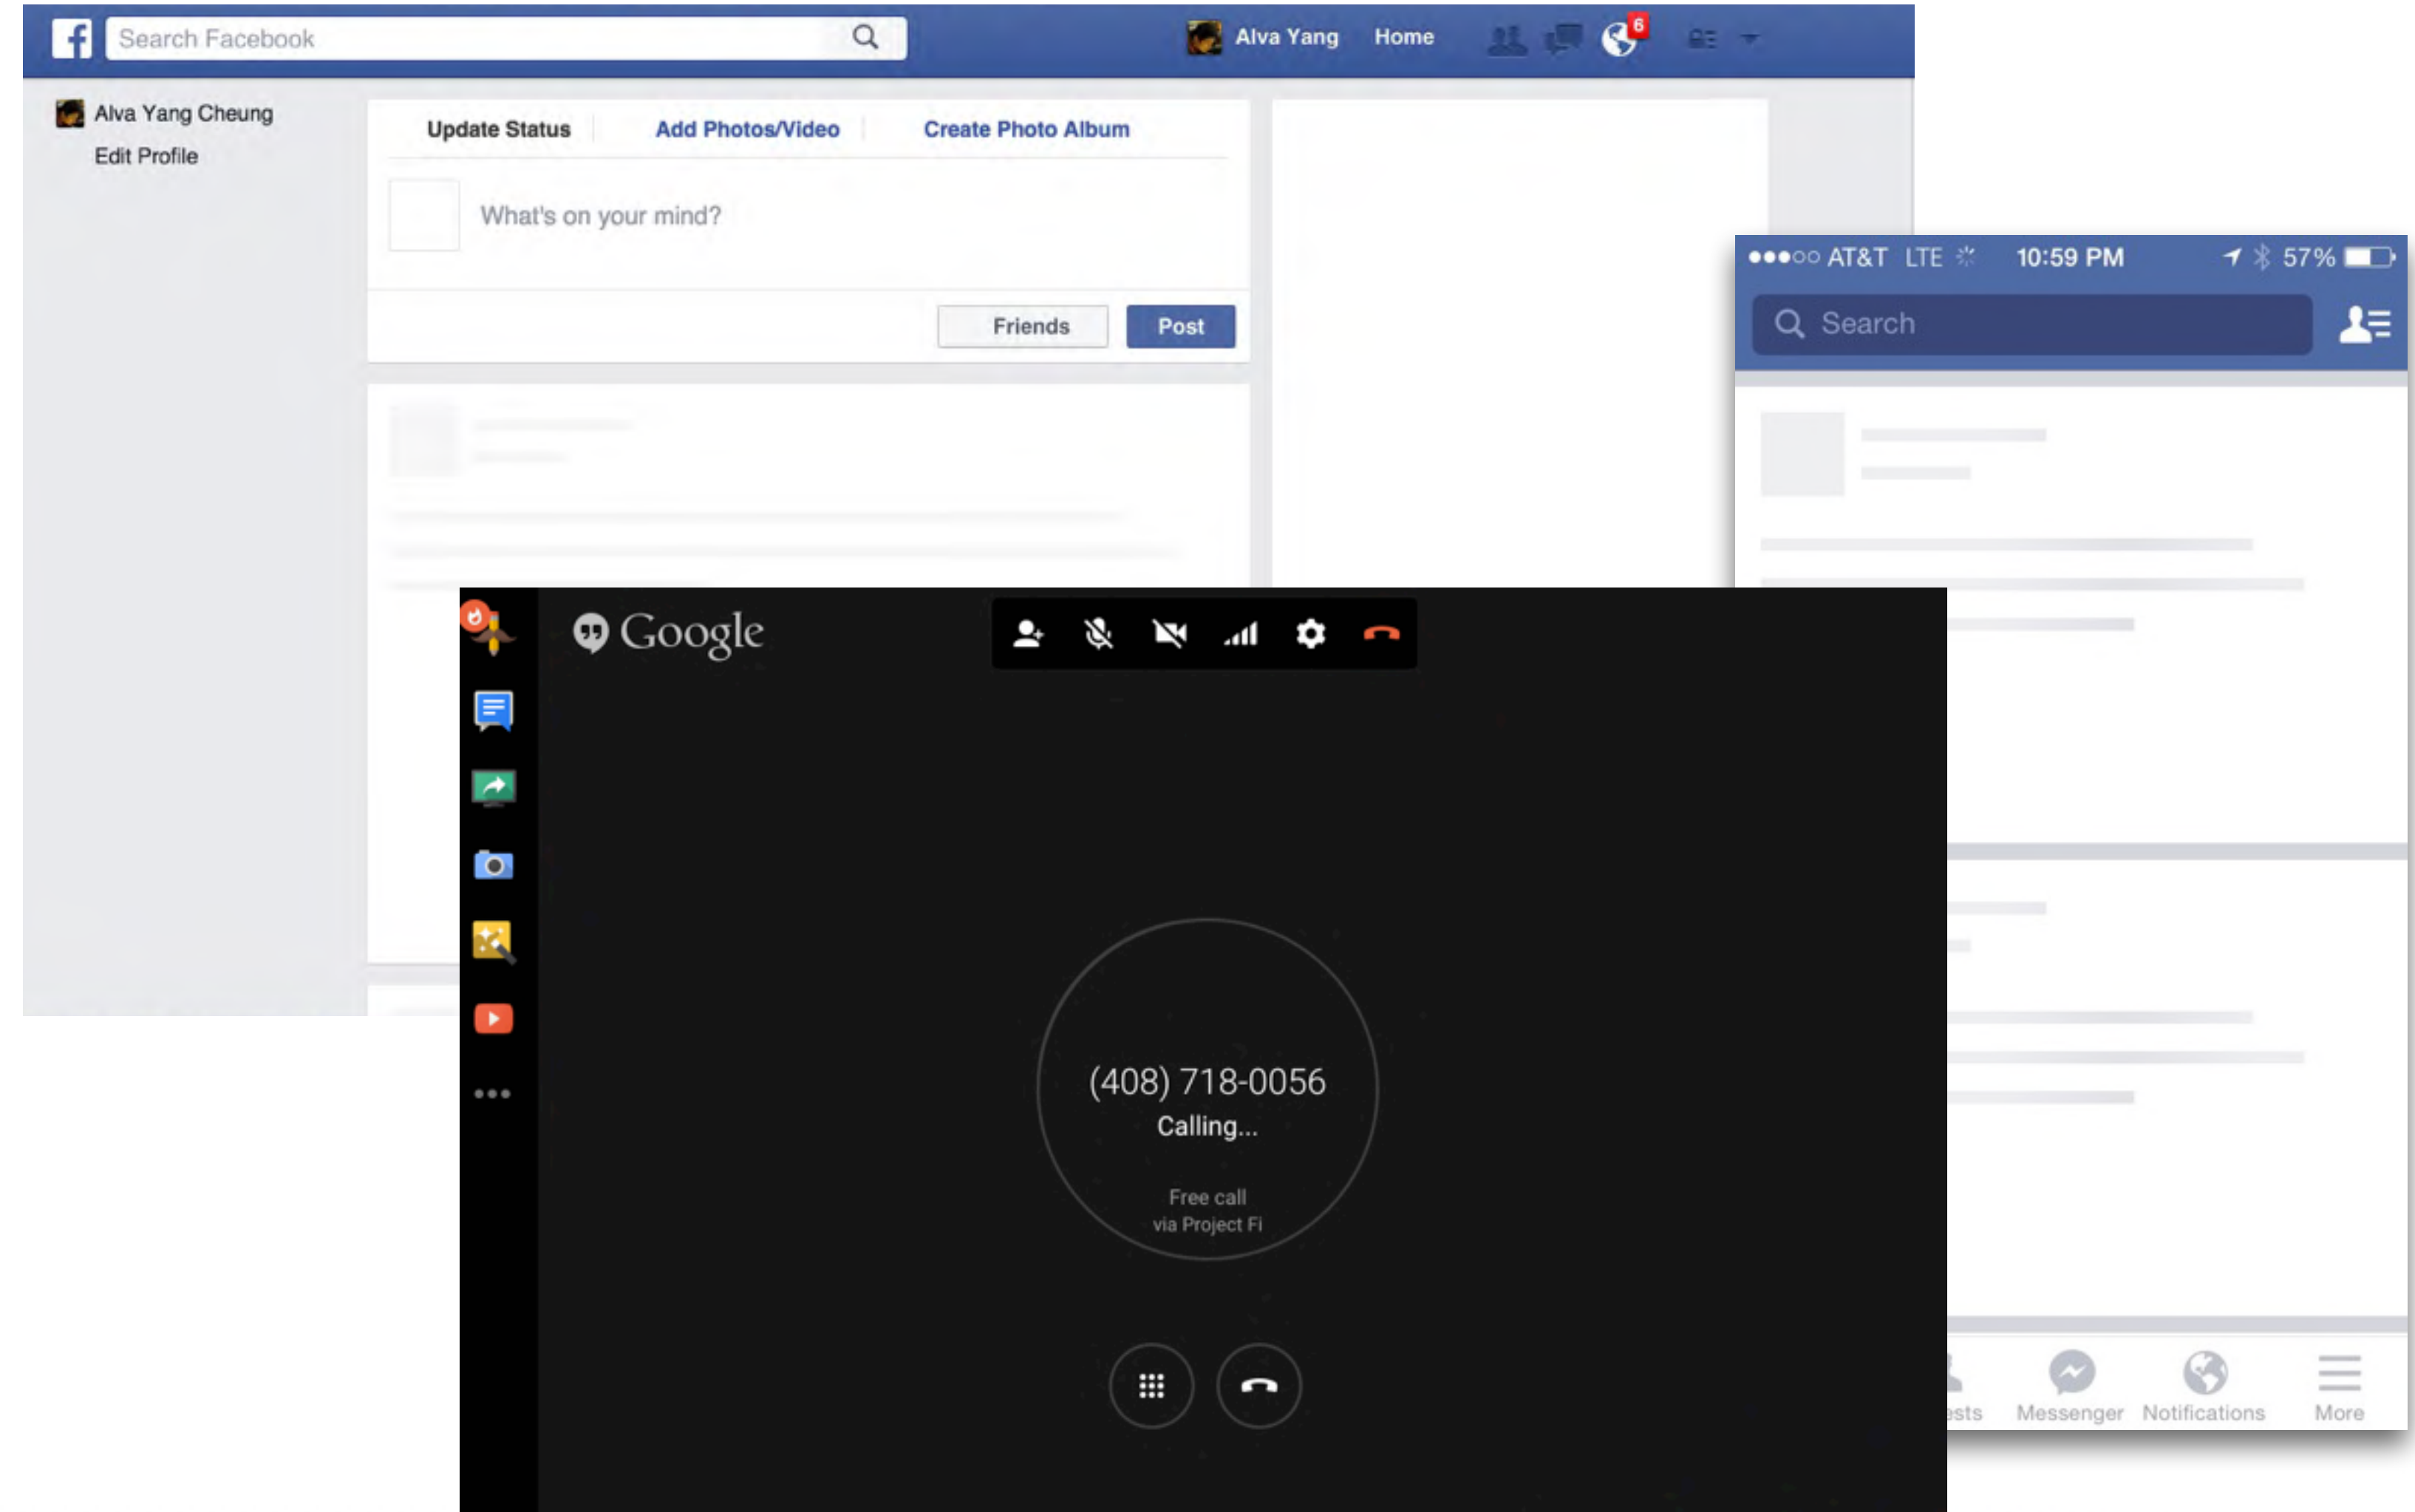 f Search Facebook Alva Yang Home 6
Alva Yang Cheung
Edit Profile
Update Status Add Photos/Video Create Photo Album
What's on your mind?
Friends Post
AT&T LTE 10:59 PM 57%
Search
Google
(408) 718-0056
Calling...
Free call
via Project Fi
ests Messenger Notifications More